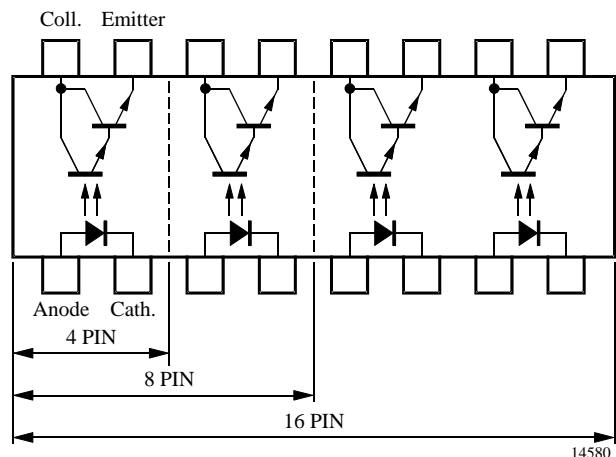 Coll. Emitter
Anode Cath.
4 PIN
8 PIN
16 PIN
14580